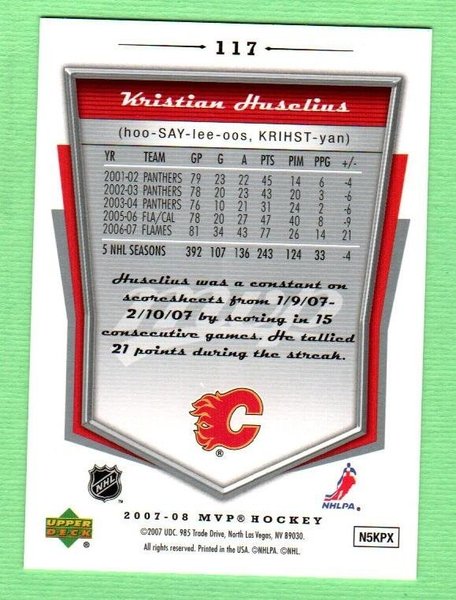 117
Kristian Huselius
(hoo-SAY-lee-oos, KRIHST-yan)
YR TEAM GP G A PTS PIM PPG +/-
2001-02 PANTHERS 79 23 22 45 14 6 -4
2002-03 PANTHERS 78 20 23 43 20 3 -6
2003-04 PANTHERS 76 10 21 31 24 2 -6
2005-06 FLA/CAL 78 20 27 47 40 8 -9
2006-07 FLAMES 81 34 43 77 26 14 21
5 NHL SEASONS 392 107 136 243 124 33 -4
Huselius was a constant on
scoresheets from 1/9/07-
2/10/07 by scoring in 15
consecutive games. He tallied
21 points during the streak.
C
®
NHL
NHLPA.
2007-08 MVP® HOCKEY
UPPER
DECK
®
©2007 UDC. 985 Trade Drive, North Las Vegas, NV 89030.
All rights reserved. Printed in the USA. ©NHLPA. ©NHL.
N5KPX